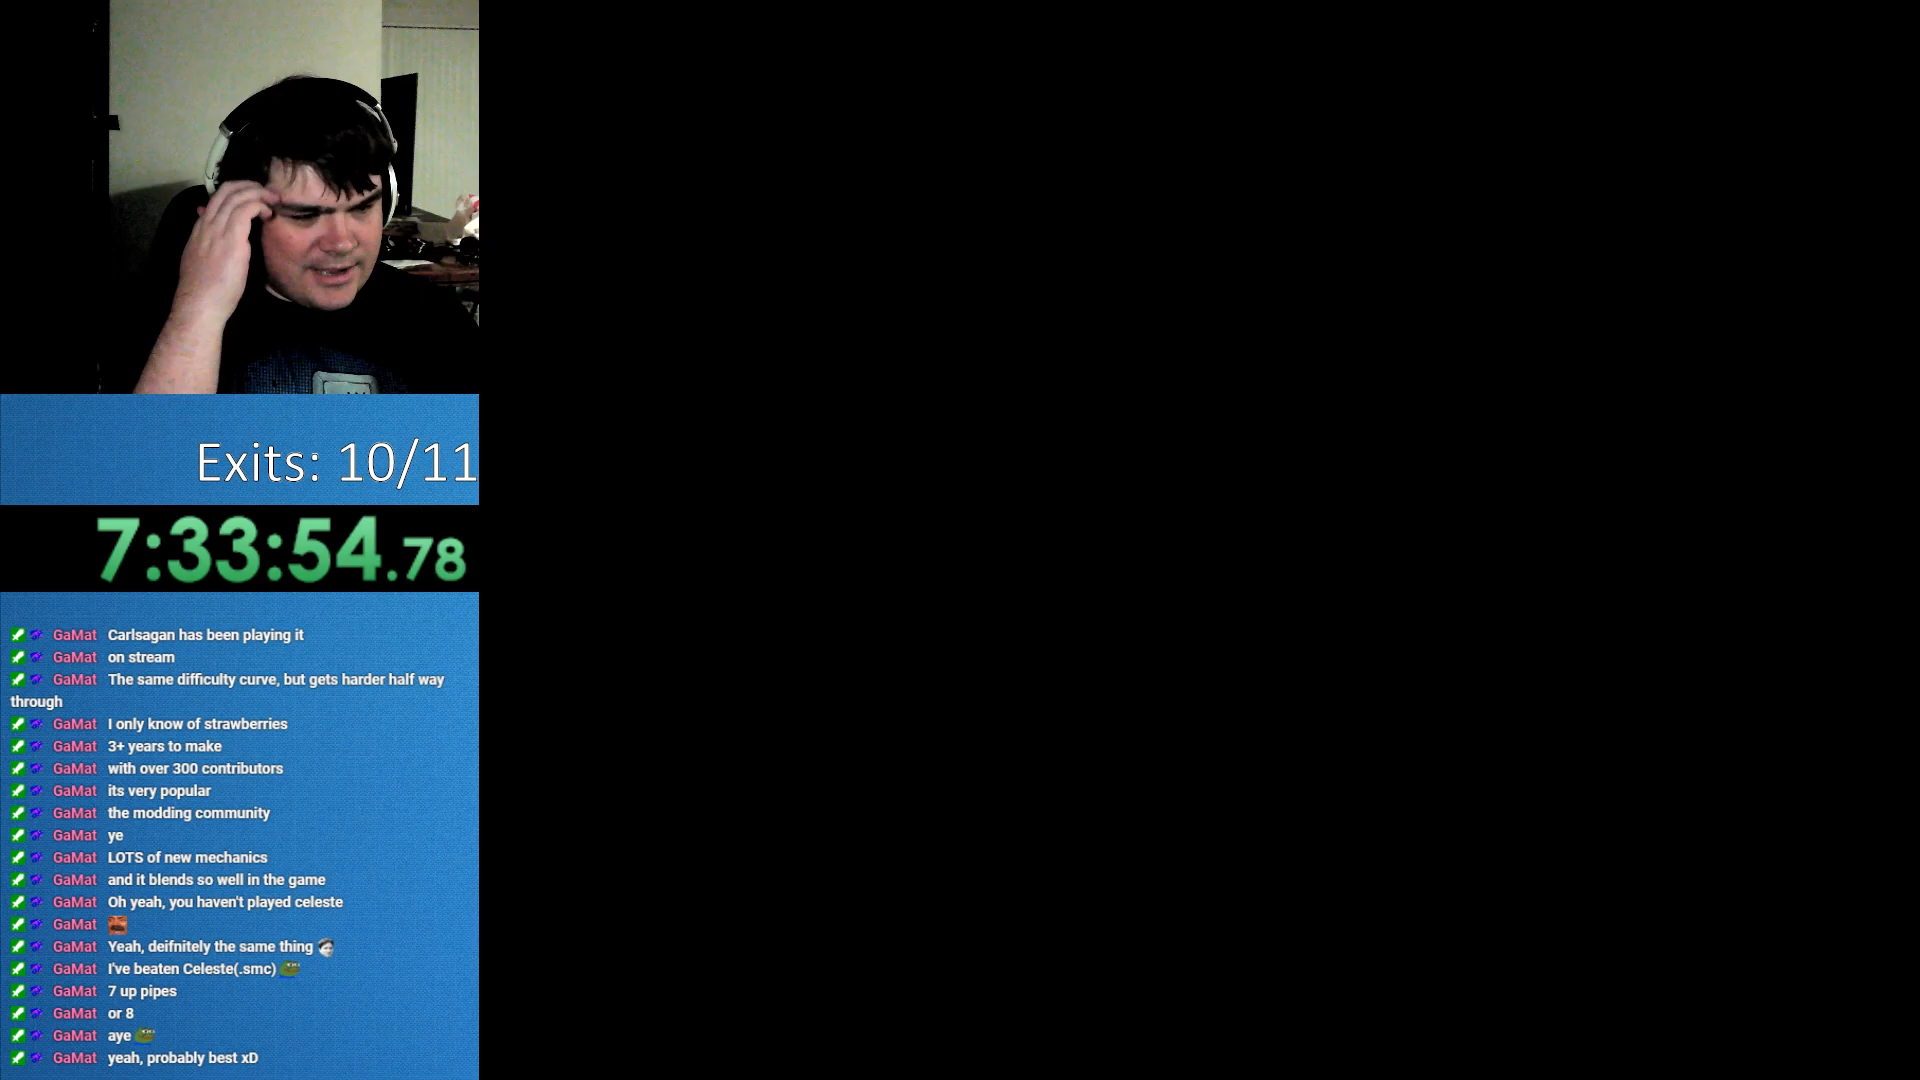 Exits: 10/11
7:33:54.78
GaMat Carlsagan has been playing it
GaMat on stream
GaMat The same difficulty curve, but gets harder half way
through
GaMat I only know of strawberries
GaMat 3+ years to make
GaMat with over 300 contributors
GaMat its very popular
GaMat the modding community
GaMat ye
GaMat LOTS of new mechanics
GaMat and it blends so well in the game
GaMat Oh yeah, you haven't played celeste
GaMat
GaMat Yeah, deifnitely the same thing
GaMat I've beaten Celeste(.smc)
GaMat 7 up pipes
GaMat or 8
GaMat aye
GaMat yeah, probably best xD